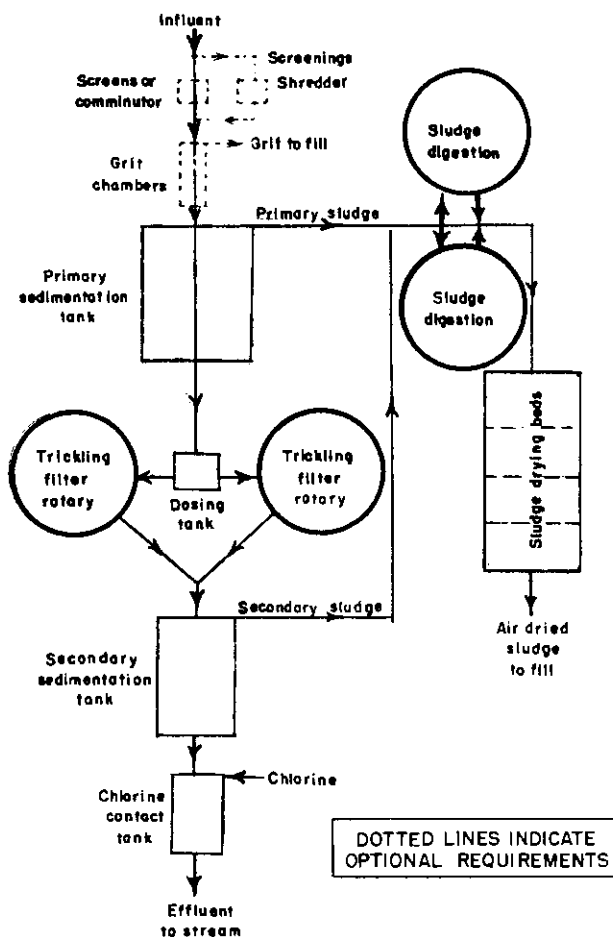 Influent
Screenings
Screens or
comminutor
Shredder
Grit to fill
Grit
chambers
Sludge
digestion
Primary sludge
Primary
sedimentation
tank
Sludge
digestion
Sludge drying beds
Trickling
filter
rotary
Dosing
tank
Trickling
filter
rotary
Secondary sludge
Air dried
sludge
to fill
Secondary
sedimentation
tank
Chlorine
Chlorine
contact
tank
DOTTED LINES INDICATE
OPTIONAL REQUIREMENTS
Effluent
to stream